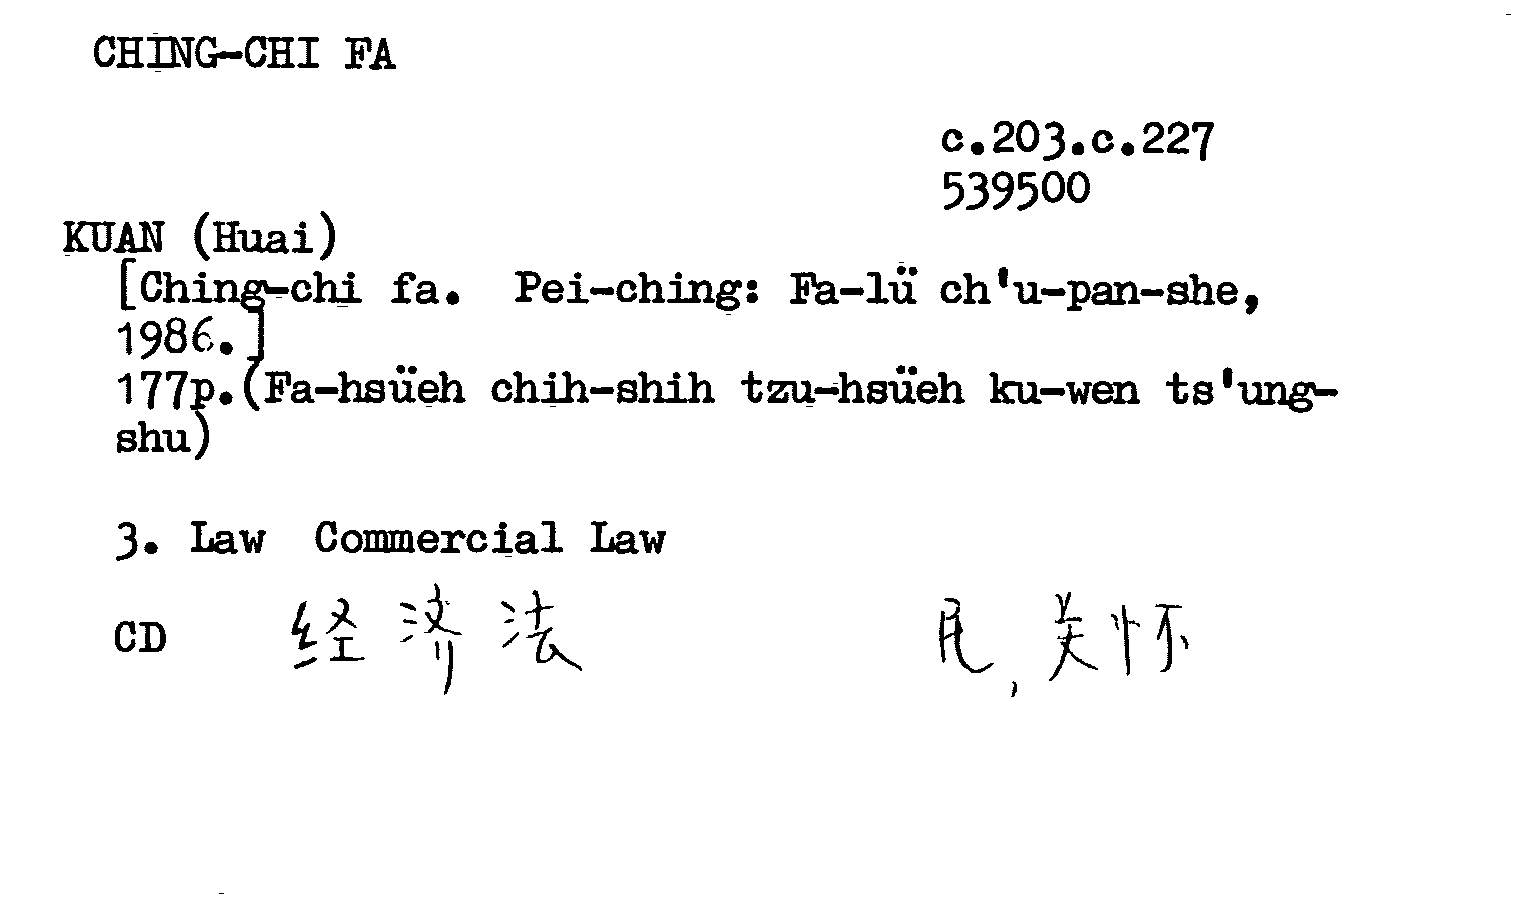 CHING-CHI FA
c.203.c.227
539500
KUAN (Huai)
[Ching-chi fa. Pei-ching: Fa-lü ch'u-pan-she,
1986.]
177p.(Fa-hsüeh chih-shih tzu-hsüeh ku-wen ts'ung-
shu)
3. Law Commercial Law
CD 经济法 , 关怀